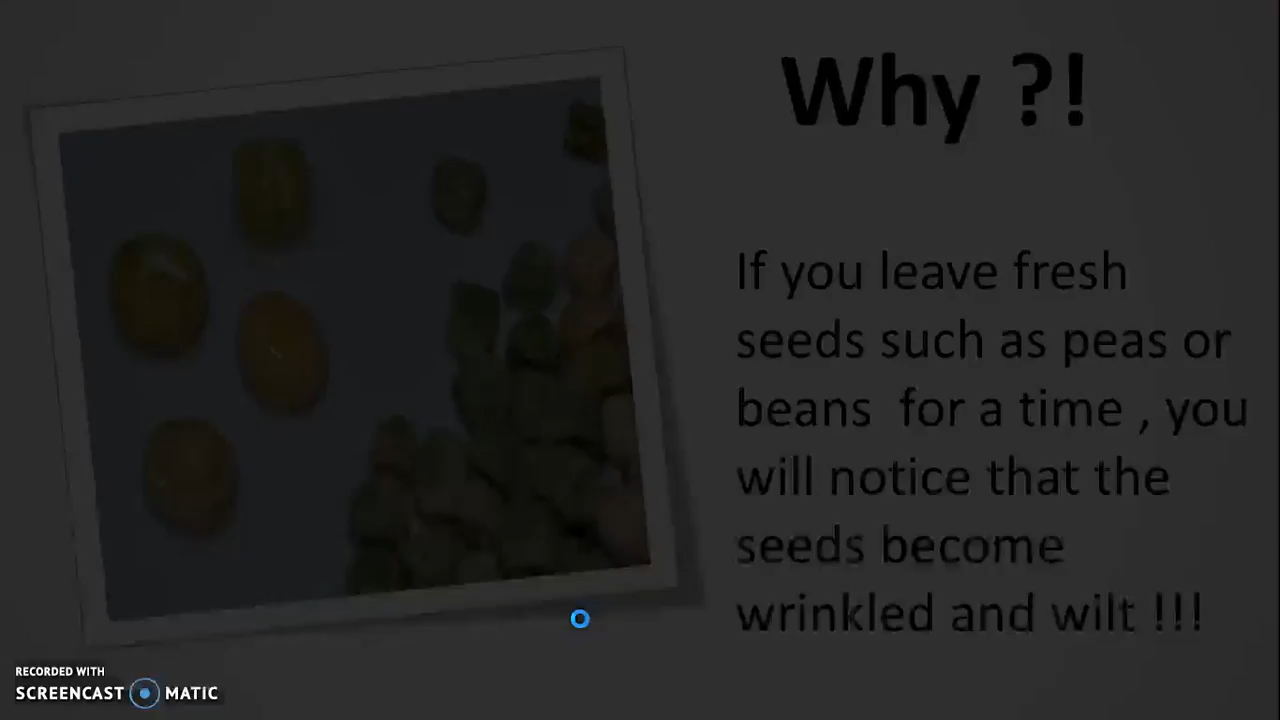 Why ?!
If you leave fresh
seeds such as peas or
beans for a time , you
will notice that the
seeds become
wrinkled and wilt !!!
RECORDED WITH
SCREENCAST MATIC